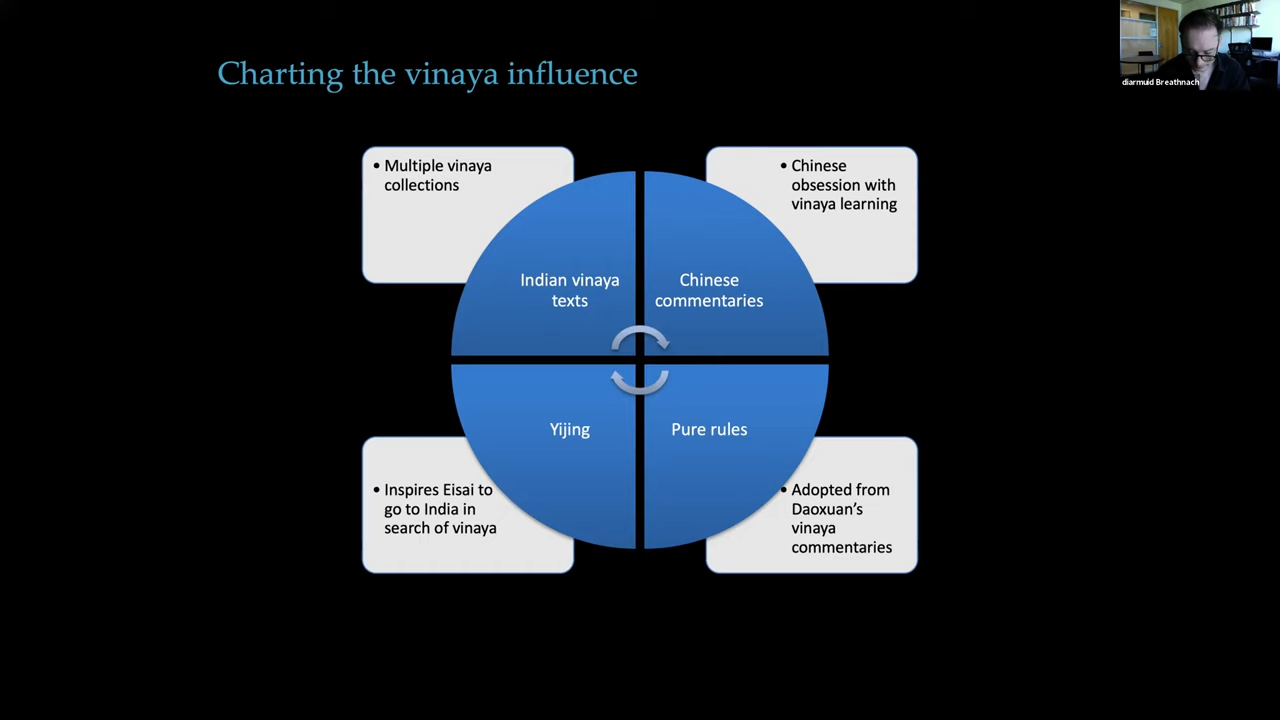 Charting the vinaya influence
diarmuid Breathnach
• Multiple vinaya
collections
• Chinese
obsession with
vinaya learning
Indian vinaya
texts
Chinese
commentaries
Yijing
Pure rules
• Inspires Eisai to
go to India in
search of vinaya
• Adopted from
Daoxuan’s
vinaya
commentaries